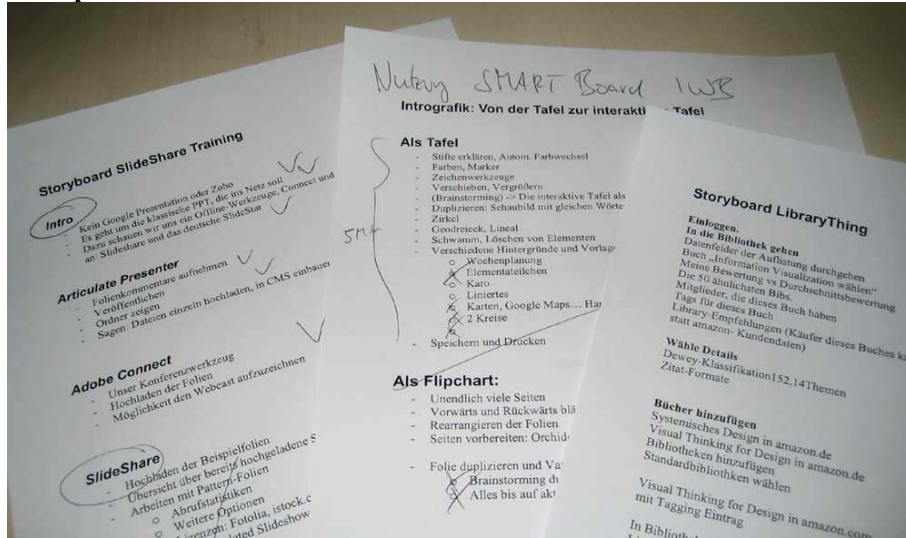 Storyboard SlideShare Training
Intro
- Kein Google Presentation oder Zoho
- Es geht um die klassische PPT, die ins Netz soll
- Dazu schauen wir uns ein Offline-Werkzeuge, Connect und
an: Slideshare und das deutsche SlideStar
Articulate Presenter
- Folienkommentare aufnehmen
- Veröffentlichen
- Ordner zeigen
- Sagen: Dateien einzeln hochladen, in CMS einbauen
Adobe Connect
- Unser Konferenzwerkzeug
- Hochladen der Folien
- Möglichkeit den Webcast aufzuzeichnen
SlideShare
- Hochladen der Beispielfolien
- Übersicht über bereits hochgeladene S
- Arbeiten mit Pattern-Folien
o Abrufstatistiken
o Weitere Optionen
Lizenzen: Fotolia, istock.c
Slideshow
Nutzung SMART Board IWB
Intrografik: Von der Tafel zur interakti Tafel
Als Tafel
- Stifte erklären, Autom. Farbwechsel
- Farben, Marker
- Zeichenwerkzeuge
- Verschieben, Vergrößern
- (Brainstorming) -> Die interaktive Tafel als
- Duplizieren: Schaubild mit gleichen Worte
- Zirkel
- Geodreieck, Lineal
- Schwamm, Löschen von Elementen
- Verschiedene Hintergründe und Vorlag
o Wochenplanung
o Elementateilchen
o Karo
o Liniertes
o Karten, Google Maps… Hau
o 2 Kreise
o
- Speichern und Drucken
Als Flipchart:
- Unendlich viele Seiten
- Vorwärts und Rückwärts blä
- Rearrangieren der Folien
- Seiten vorbereiten: Orchid
- Folie duplizieren und Va
Brainstorming du
Alles bis auf akt
Storyboard LibraryThing
Einloggen.
In die Bibliothek gehen
Datenfelder der Auflistung durchgehen
Buch „Information Visualization wählen"
Meine Bewertung vs Durchschnittsbewertung
Die 50 ähnlichsten Bibs.
Mitglieder, die dieses Buch haben
Tags für dieses Buch
Library-Empfehlungen (Käufer dieses Buches ka
statt amazon- Kundendaten)
Wähle Details
Dewey-Klassifikation152.14Themen
Zitat-Formate
Bücher hinzufügen
Systemisches Design in amazon.de
Visual Thinking for Design in amazon.de
Bibliotheken hinzufügen
Standardbibliothken wählen
Visual Thinking for Design in amazon.com
mit Tagging Eintrag
In Biblioth